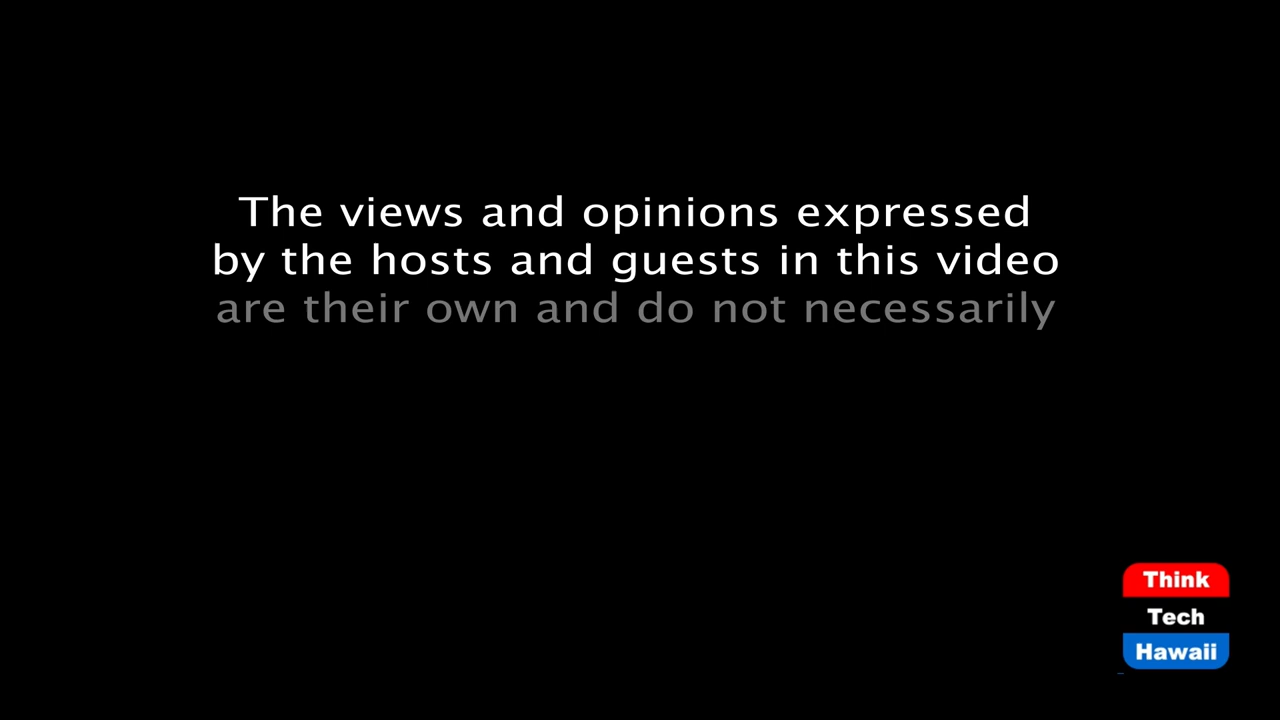 The views and opinions expressed
by the hosts and guests in this video
are their own and do not necessarily
Think
Tech
Hawaii